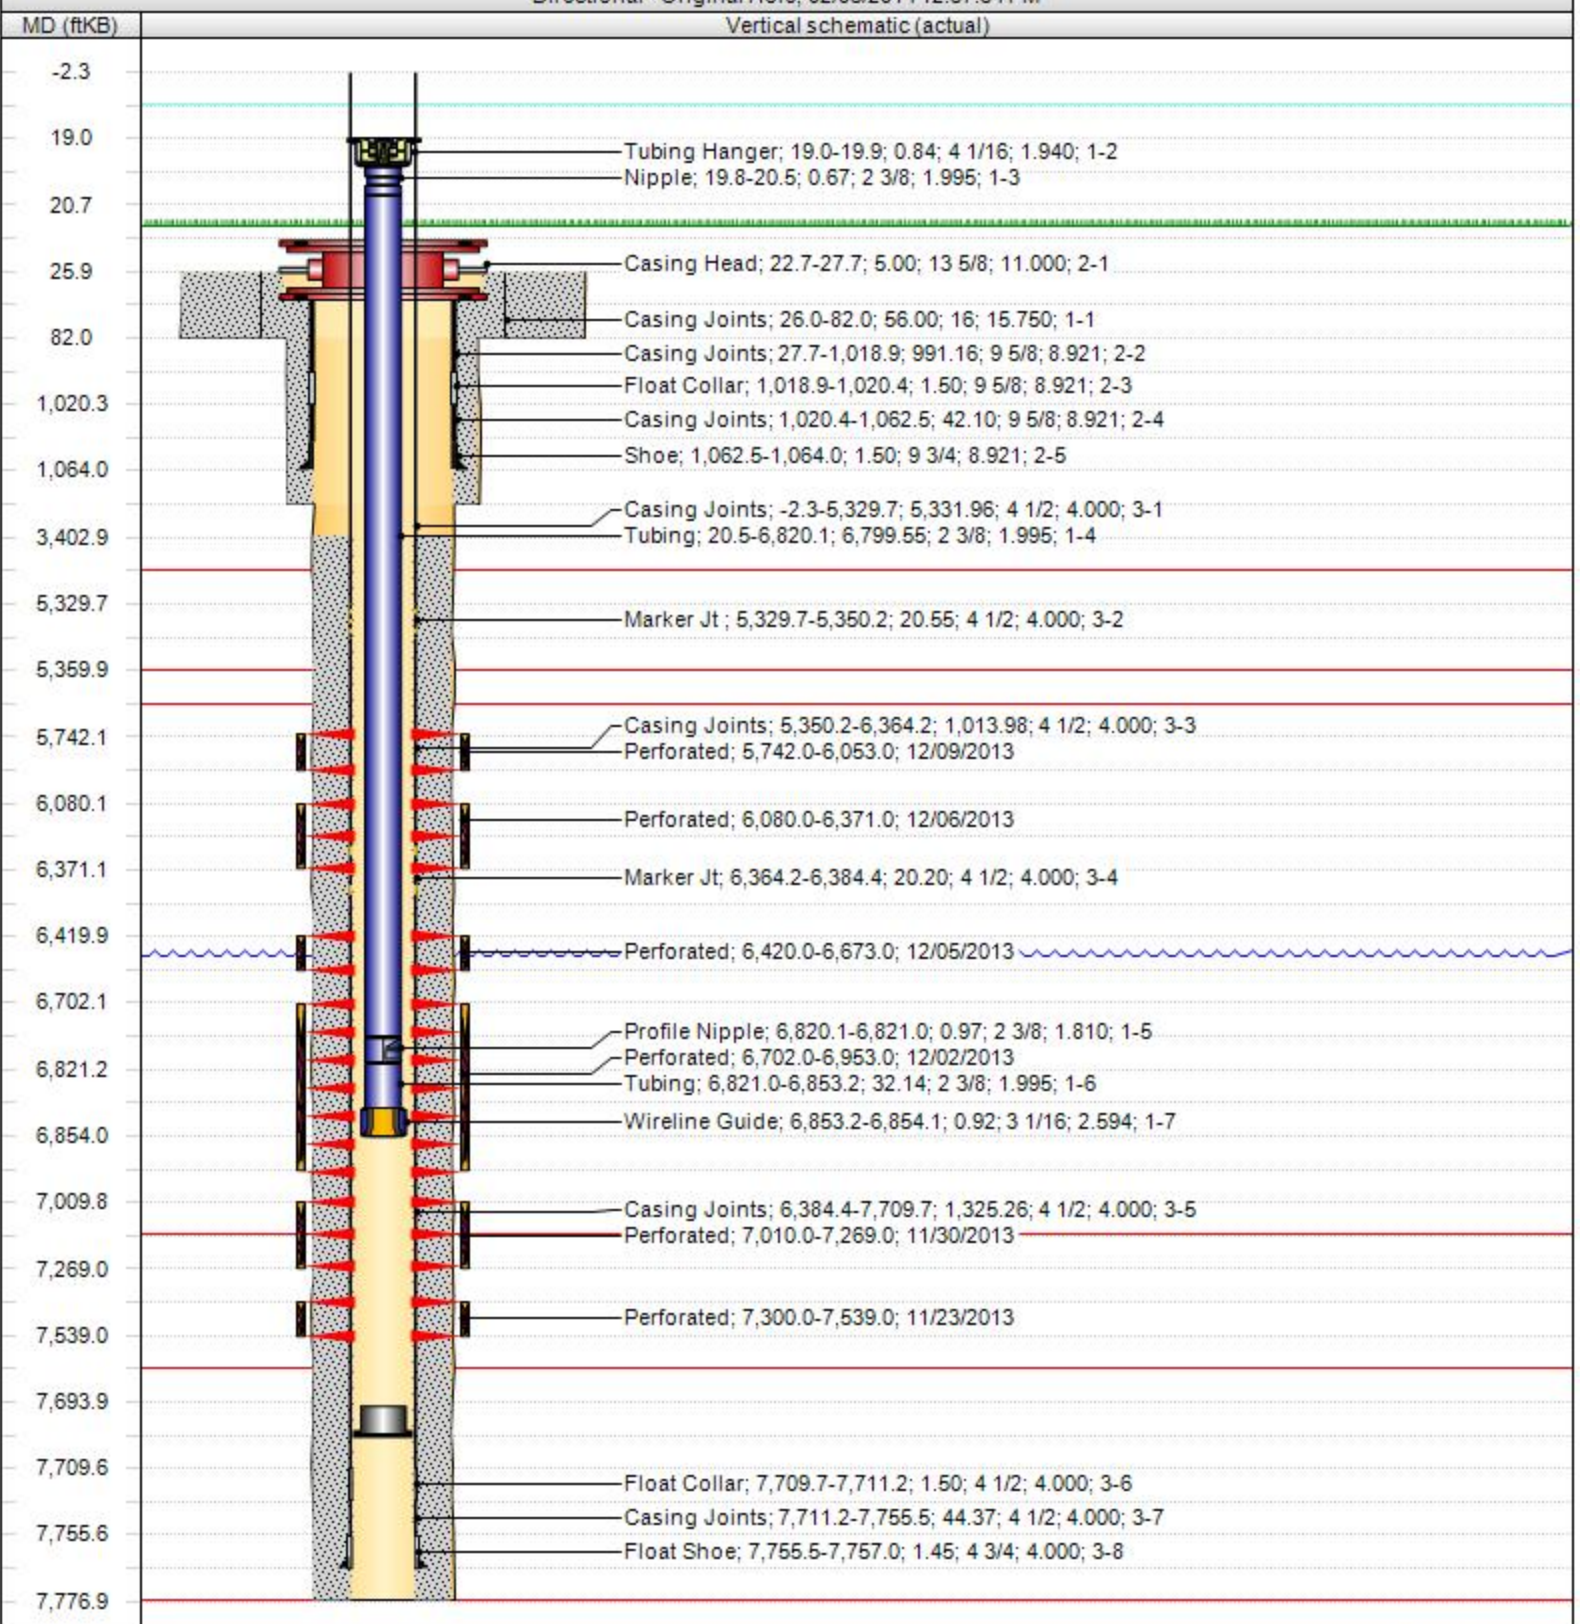 MD (ftKB)
Vertical schematic (actual)
-2.3
19.0
Tubing Hanger; 19.0-19.9; 0.84; 4 1/16; 1.940; 1-2
Nipple; 19.8-20.5; 0.67; 2 3/8; 1.995; 1-3
20.7
25.9
Casing Head; 22.7-27.7; 5.00; 13 5/8; 11.000; 2-1
Casing Joints; 26.0-82.0; 56.00; 16; 15.750; 1-1
82.0
Casing Joints; 27.7-1,018.9; 991.16; 9 5/8; 8.921; 2-2
Float Collar; 1,018.9-1,020.4; 1.50; 9 5/8; 8.921; 2-3
1,020.3
Casing Joints; 1,020.4-1,062.5; 42.10; 9 5/8; 8.921; 2-4
Shoe; 1,062.5-1,064.0; 1.50; 9 3/4; 8.921; 2-5
1,064.0
Casing Joints; -2.3-5,329.7; 5,331.96; 4 1/2; 4.000; 3-1
3,402.9
Tubing; 20.5-6,820.1; 6,799.55; 2 3/8; 1.995; 1-4
5,329.7
Marker Jt ; 5,329.7-5,350.2; 20.55; 4 1/2; 4.000; 3-2
5,359.9
Casing Joints; 5,350.2-6,364.2; 1,013.98; 4 1/2; 4.000; 3-3
5,742.1
Perforated; 5,742.0-6,053.0; 12/09/2013
6,080.1
Perforated; 6,080.0-6,371.0; 12/06/2013
6,371.1
Marker Jt; 6,364.2-6,384.4; 20.20; 4 1/2; 4.000; 3-4
6,419.9
Perforated; 6,420.0-6,673.0; 12/05/2013
6,702.1
Profile Nipple; 6,820.1-6,821.0; 0.97; 2 3/8; 1.810; 1-5
Perforated; 6,702.0-6,953.0; 12/02/2013
6,821.2
Tubing; 6,821.0-6,853.2; 32.14; 2 3/8; 1.995; 1-6
Wireline Guide; 6,853.2-6,854.1; 0.92; 3 1/16; 2.594; 1-7
6,854.0
7,009.8
Casing Joints; 6,384.4-7,709.7; 1,325.26; 4 1/2; 4.000; 3-5
Perforated; 7,010.0-7,269.0; 11/30/2013
7,269.0
Perforated; 7,300.0-7,539.0; 11/23/2013
7,539.0
7,693.9
7,709.6
Float Collar; 7,709.7-7,711.2; 1.50; 4 1/2; 4.000; 3-6
Casing Joints; 7,711.2-7,755.5; 44.37; 4 1/2; 4.000; 3-7
7,755.6
Float Shoe; 7,755.5-7,757.0; 1.45; 4 3/4; 4.000; 3-8
7,776.9